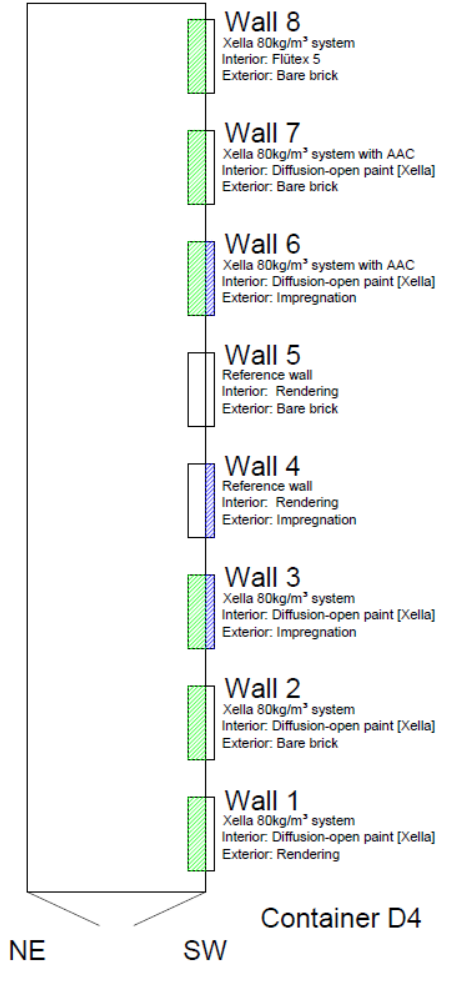 Wall 8
Xella 80kg/m³ system
Interior: Flütex 5
Exterior: Bare brick
Wall 7
Xella 80kg/m³ system with AAC
Interior: Diffusion-open paint [Xella]
Exterior: Bare brick
Wall 6
Xella 80kg/m³ system with AAC
Interior: Diffusion-open paint [Xella]
Exterior: Impregnation
Wall 5
Reference wall
Interior: Rendering
Exterior: Bare brick
Wall 4
Reference wall
Interior: Rendering
Exterior: Impregnation
Wall 3
Xella 80kg/m³ system
Interior: Diffusion-open paint [Xella]
Exterior: Impregnation
Wall 2
Xella 80kg/m³ system
Interior: Diffusion-open paint [Xella]
Exterior: Bare brick
Wall 1
Xella 80kg/m³ system
Interior: Diffusion-open paint [Xella]
Exterior: Rendering
Container D4
NE SW